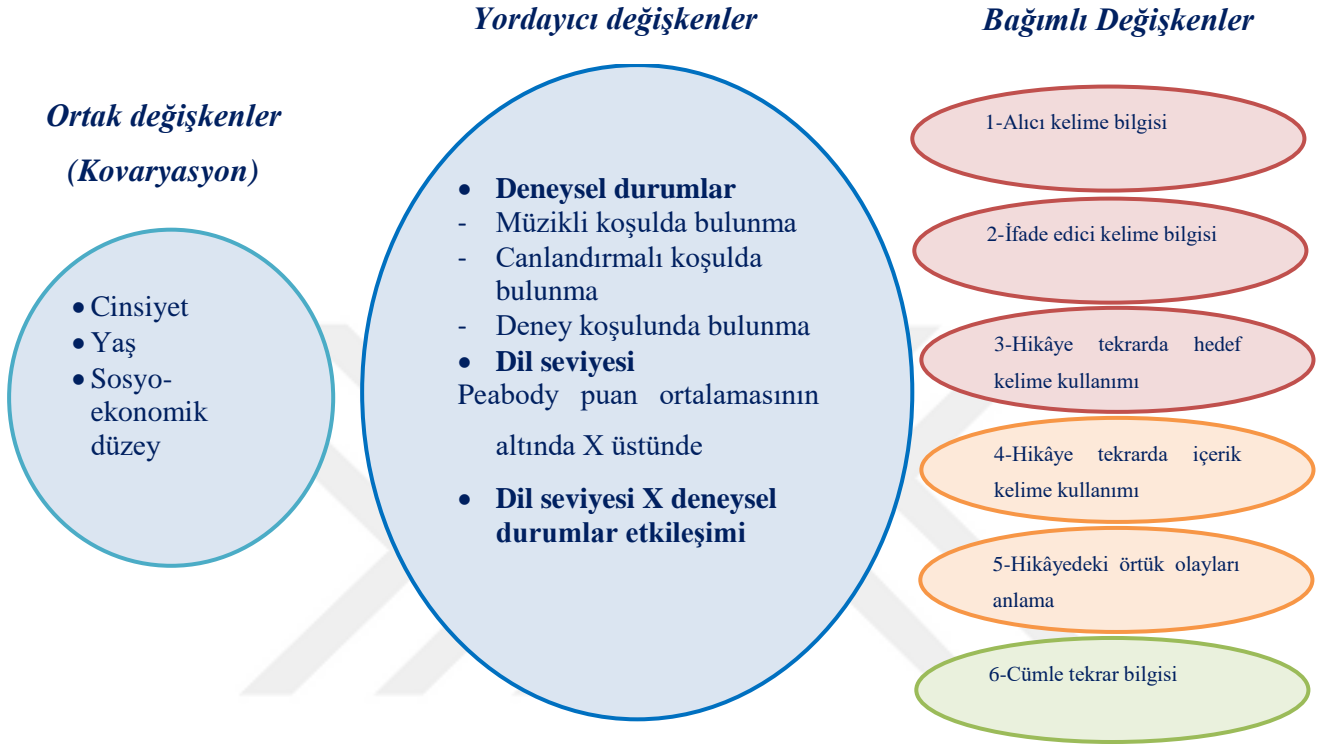 Ortak değişkenler
(Kovaryasyon)
• Cinsiyet
• Yaş
• Sosyo-
ekonomik
düzey
Yordayıcı değişkenler
• Deneysel durumlar
- Müzikli koşulda bulunma
- Canlandırmalı koşulda
bulunma
- Deney koşulunda bulunma
• Dil seviyesi
Peabody puan ortalamasının
altında X üstünde
• Dil seviyesi X deneysel
durumlar etkileşimi
Bağımlı Değişkenler
1-Alıcı kelime bilgisi
2-İfade edici kelime bilgisi
3-Hikâye tekrarda hedef
kelime kullanımı
4-Hikâye tekrarda içerik
kelime kullanımı
5-Hikâyedeki örtük olayları
anlama
6-Cümle tekrar bilgisi